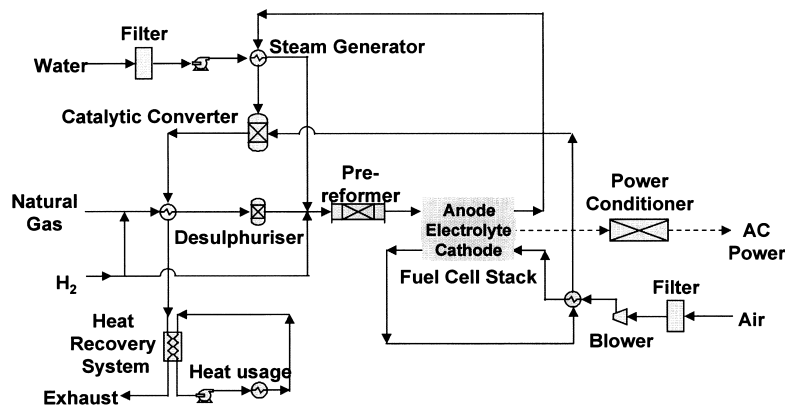 Filter
Steam Generator
Water
Catalytic Converter
Pre-
reformer
Power
Conditioner
Natural
Gas
Anode
Electrolyte
Cathode
AC
Power
Desulphuriser
Fuel Cell Stack
H2
Filter
Heat
Recovery
System
Blower
Air
Heat usage
Exhaust